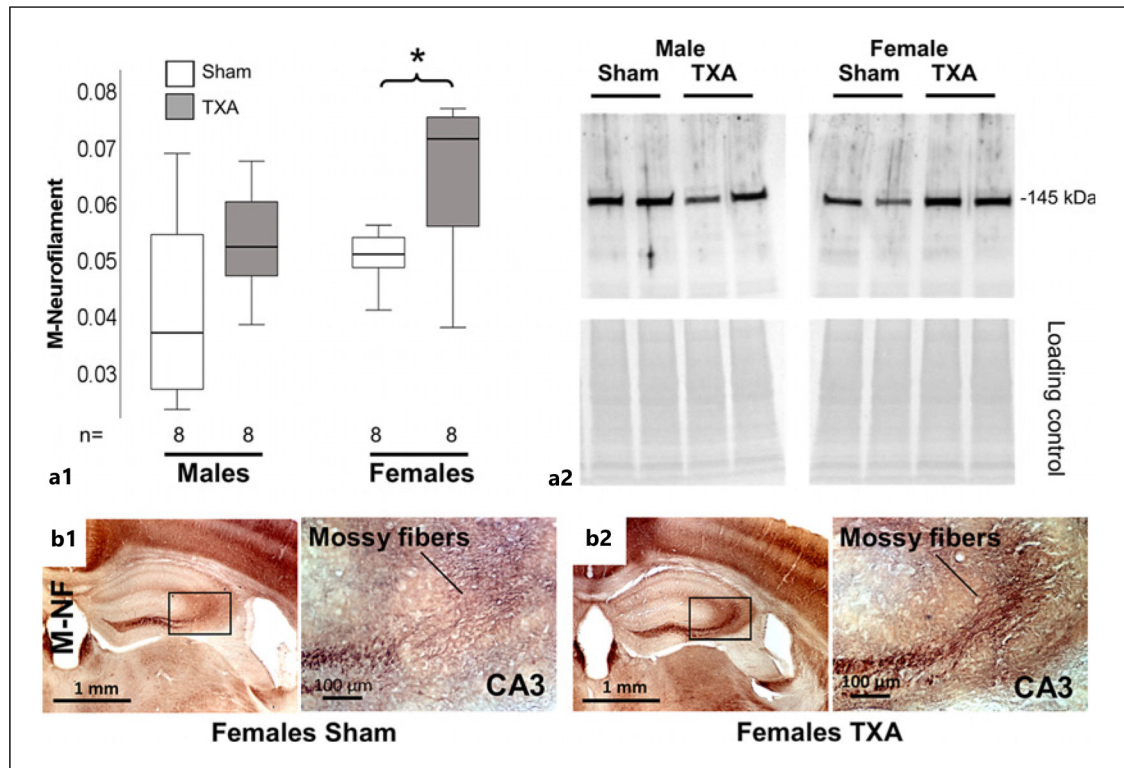 Sham
TXA
*
0.08
0.07
0.06
0.05
0.04
0.03
M-Neurofilament
n= 8 8 8 8
Males Females
a1
Male Female
Sham TXA Sham TXA
-145 kDa
Loading control
a2
b1
M-NF
1 mm
Mossy fibers
100 µm
CA3
Females Sham
b2
1 mm
Mossy fibers
100 µm
CA3
Females TXA